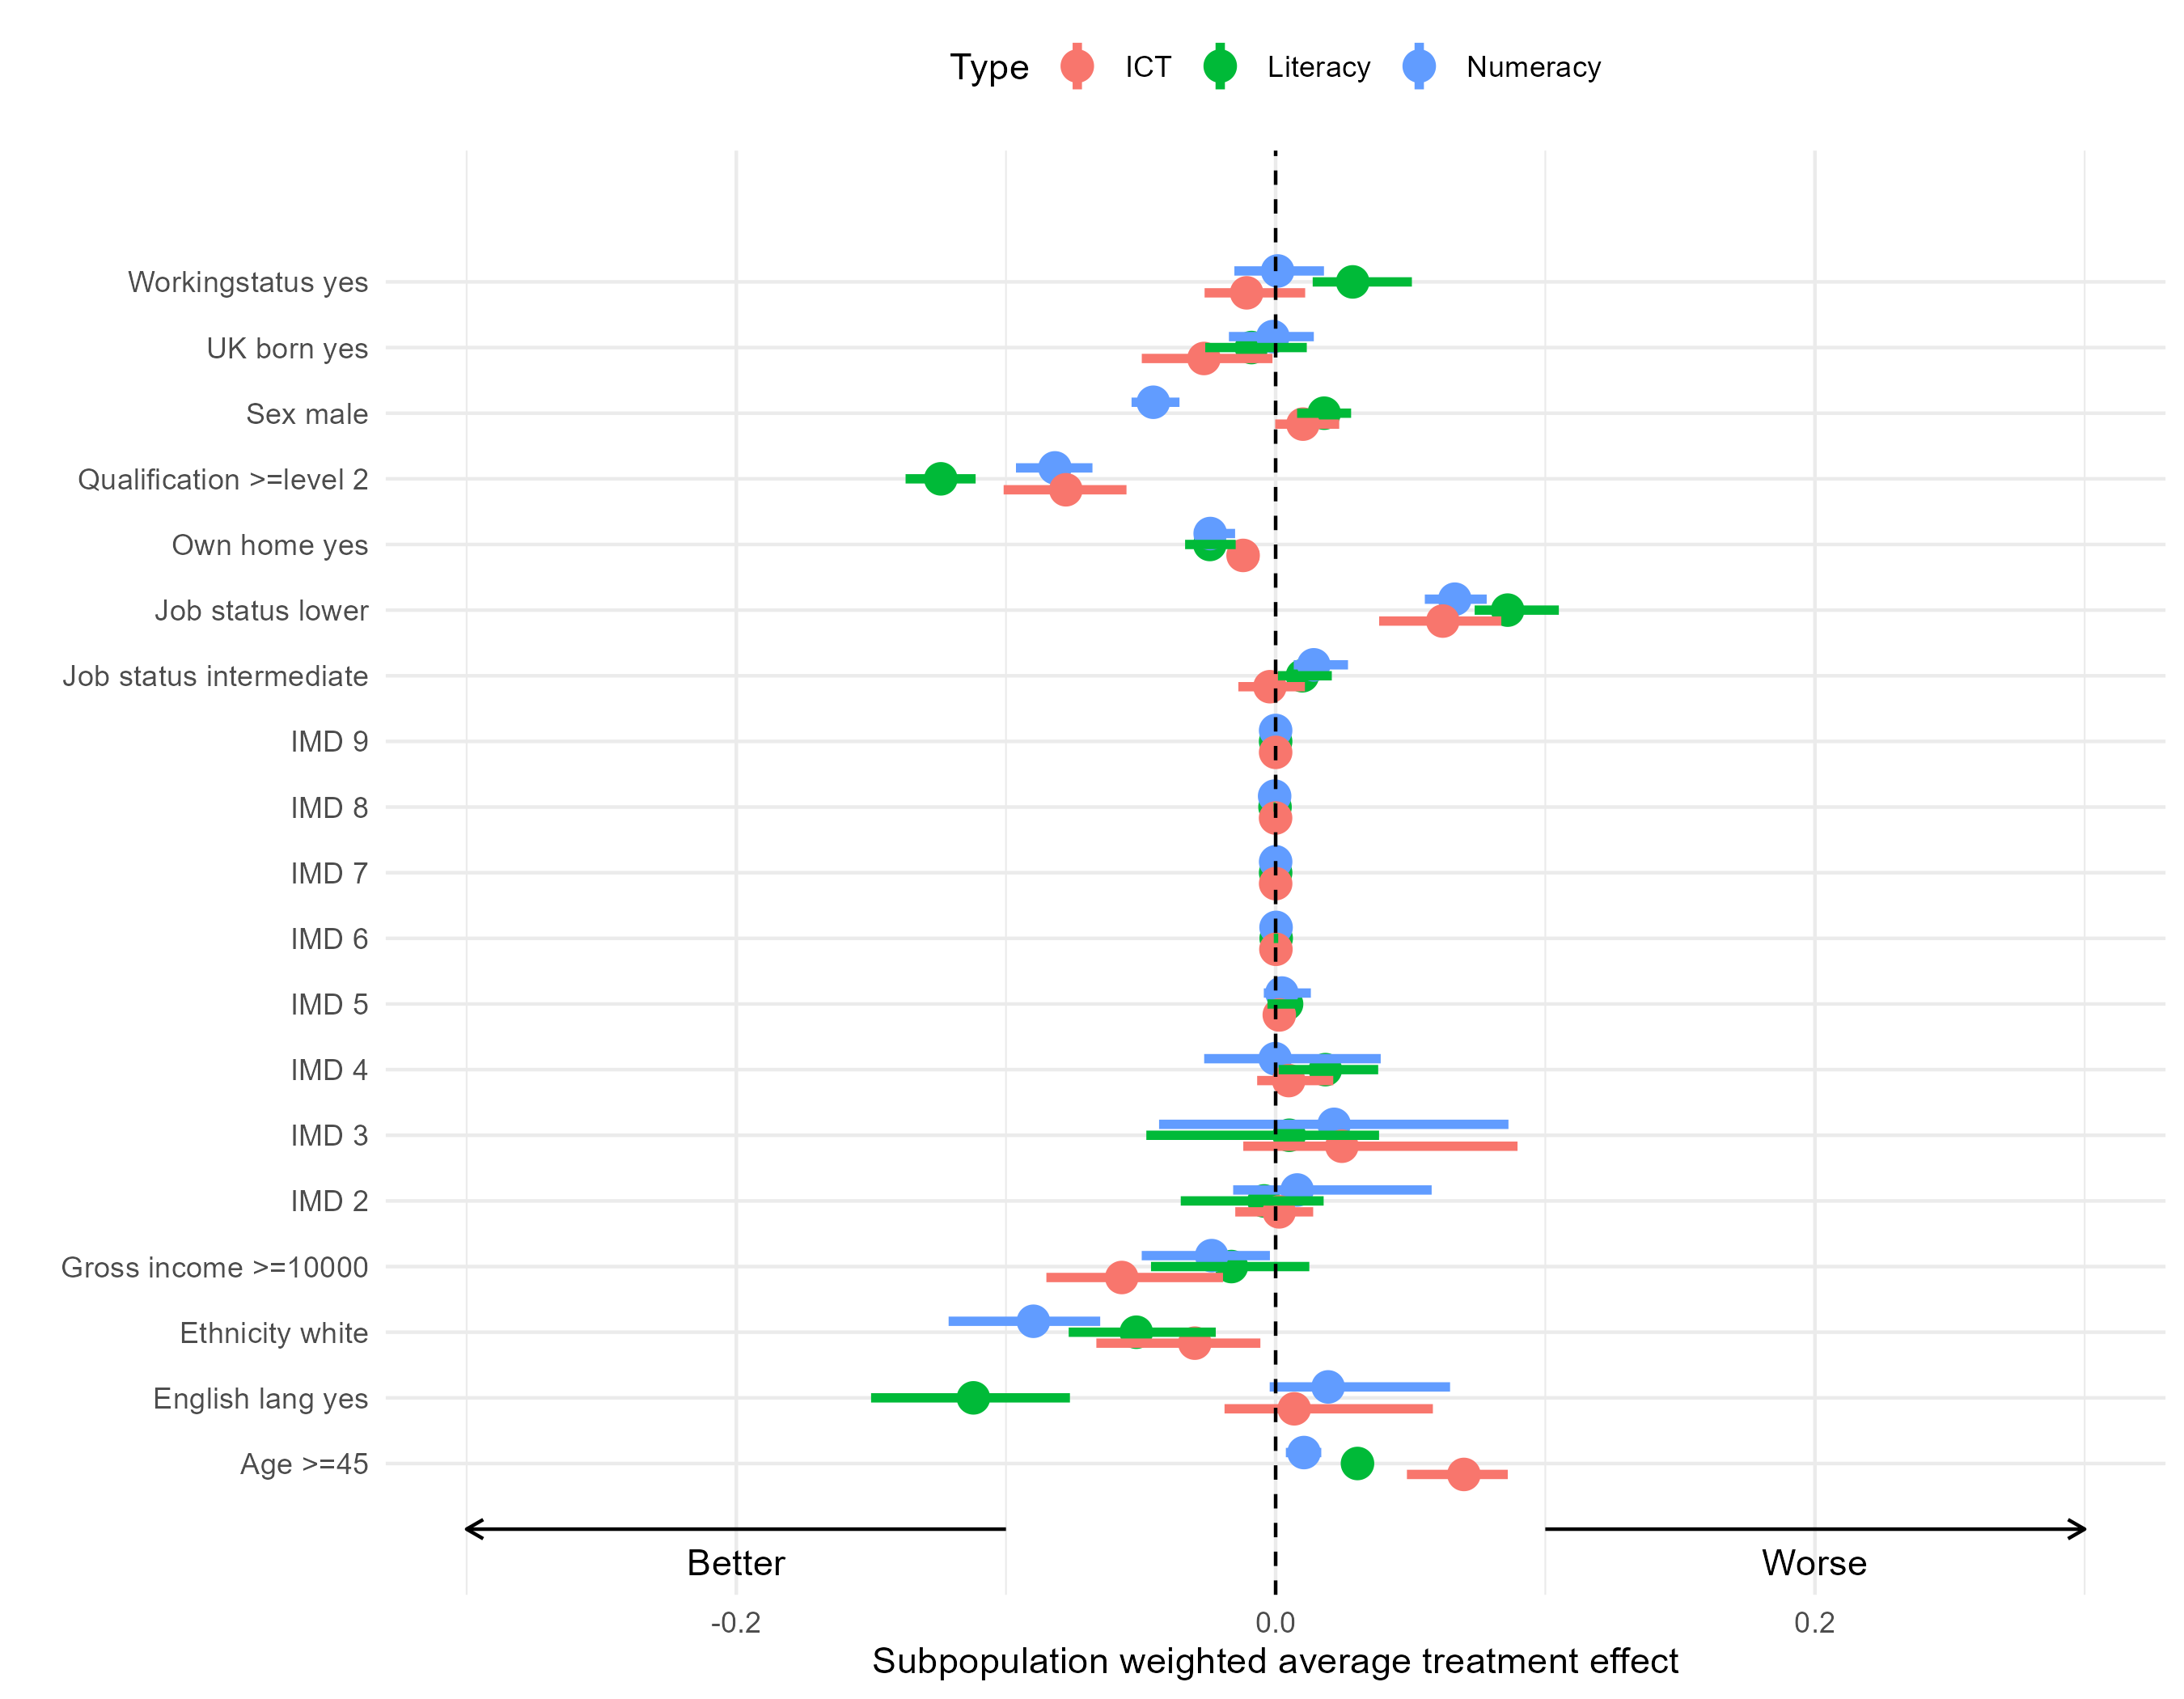 Type ICT Literacy Numeracy
Workingstatus yes
UK born yes
Sex male
Qualification >=level 2
Own home yes
Job status lower
Job status intermediate
IMD 9
IMD 8
IMD 7
IMD 6
IMD 5
IMD 4
IMD 3
IMD 2
Gross income >=10000
Ethnicity white
English lang yes
Age >=45
Better Worse
-0.2 0.0 0.2
Subpopulation weighted average treatment effect